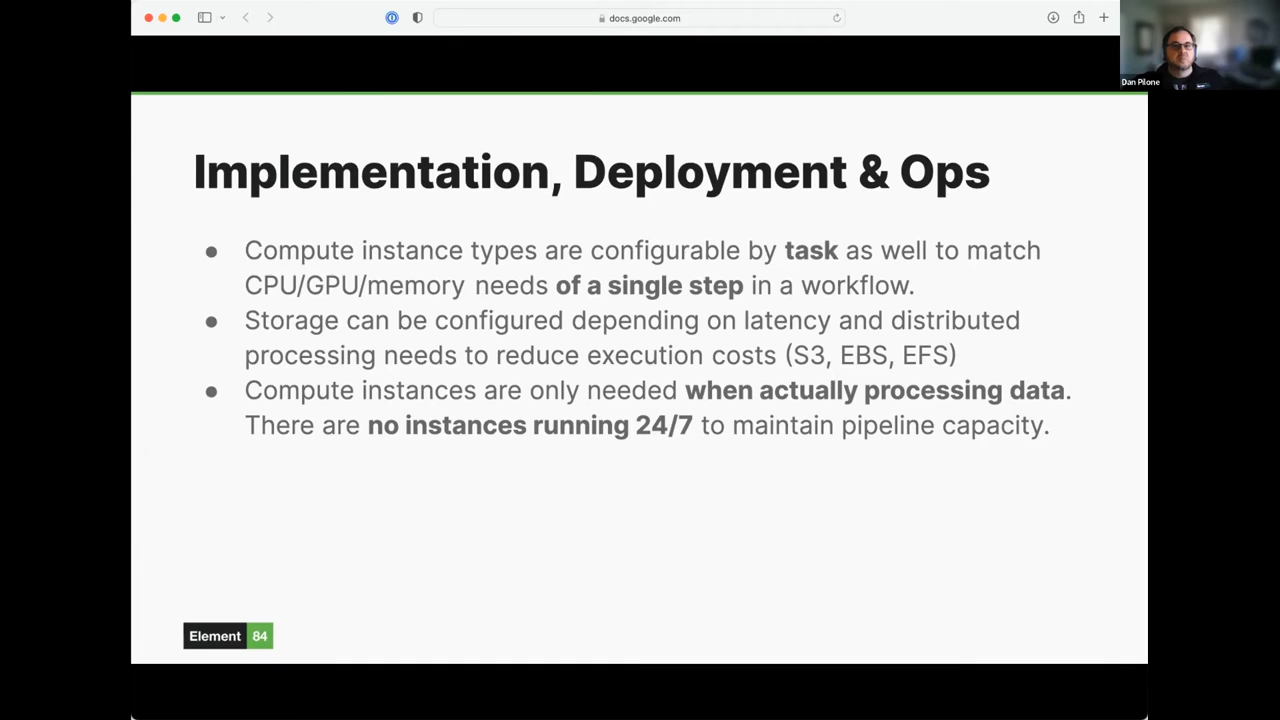 docs.google.com
Dan Pilone
Implementation, Deployment & Ops
● Compute instance types are configurable by task as well to match
CPU/GPU/memory needs of a single step in a workflow.
● Storage can be configured depending on latency and distributed
processing needs to reduce execution costs (S3, EBS, EFS)
● Compute instances are only needed when actually processing data.
There are no instances running 24/7 to maintain pipeline capacity.
Element 84